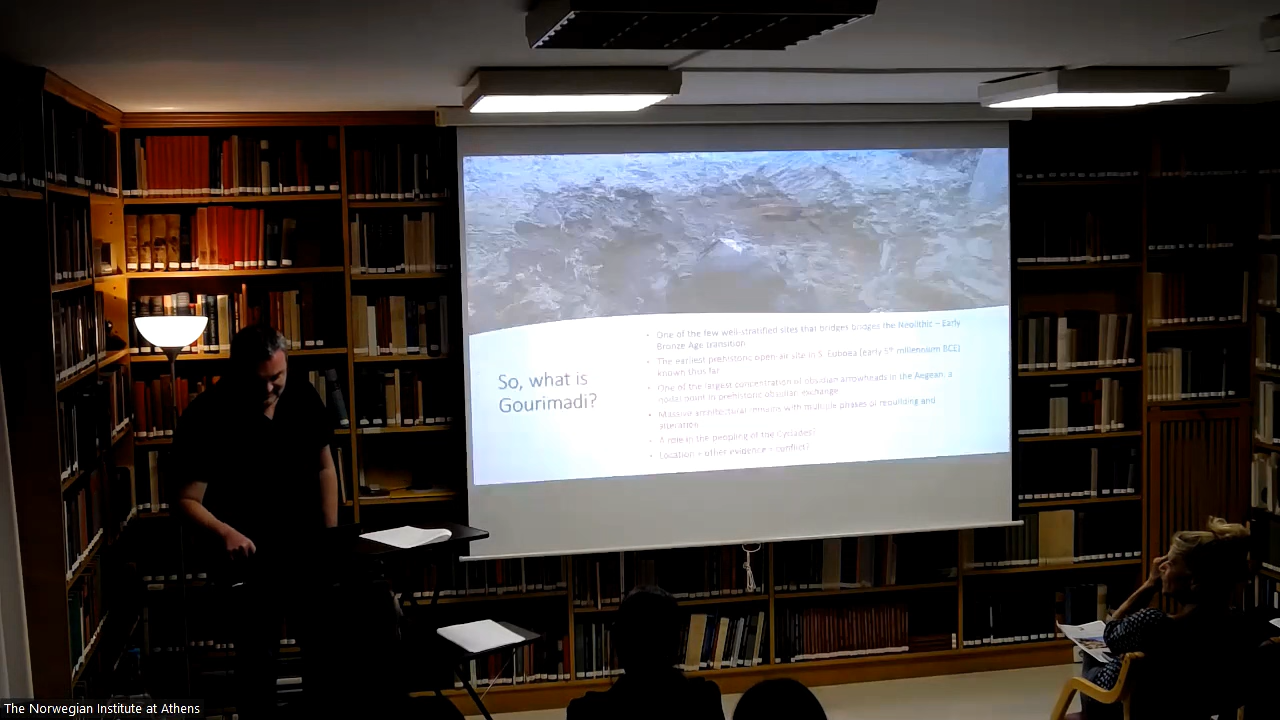 So, what is
Gourimadi?
• One of the few well-stratified sites that bridges bridges the Neolithic – Early
Bronze Age transition
• The earliest prehistoric open-air site in S. Euboea (early 5th millennium BCE)
known thus far
• One of the largest concentration of obsidian arrowheads in the Aegean, a
nodal point in prehistoric obsidian exchange
• Massive architectural remains with multiple phases of rebuilding and
alteration
• A role in the peopling of the Cyclades?
• Location + other evidence = conflict?
The Norwegian Institute at Athens